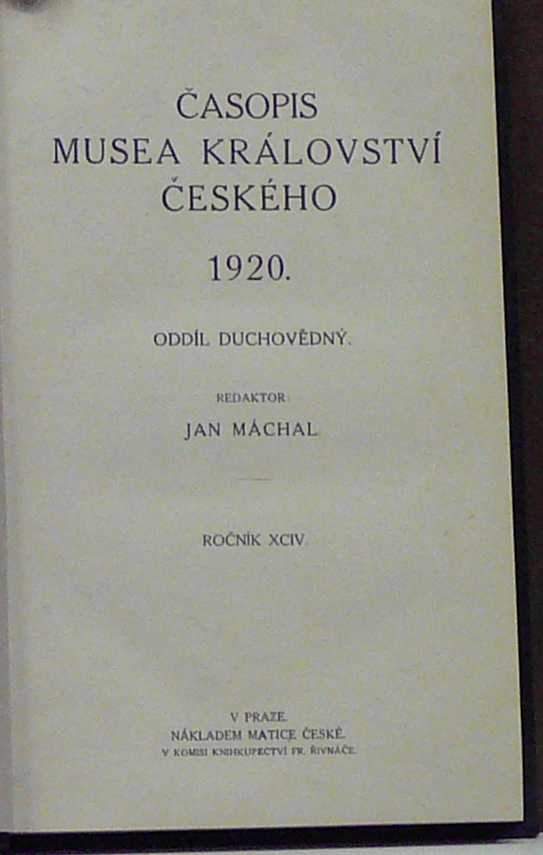 ČASOPIS
MUSEA KRÁLOVSTVÍ
ČESKÉHO
1920.
ODDÍL DUCHOVĚDNÝ.
REDAKTOR:
JAN MÁCHAL.
ROČNÍK XCIV.
V PRAZE.
NÁKLADEM MATICE ČESKÉ.
V KOMISI KNIHKUPECTVÍ FR. ŘIVNÁČE.